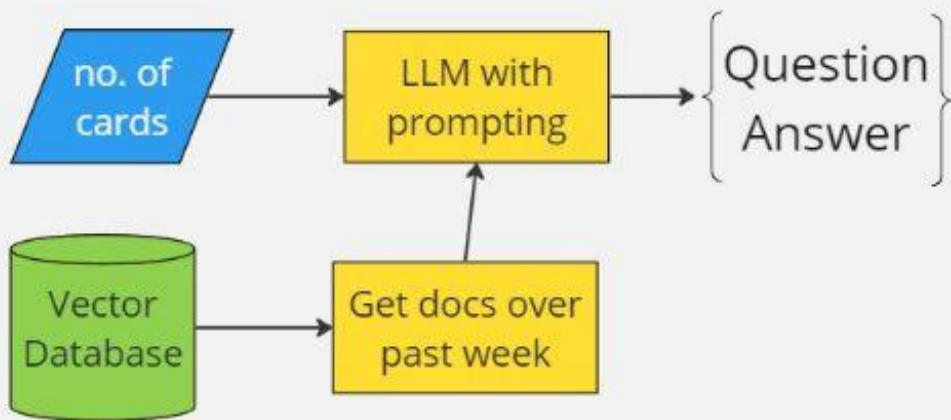 no. of
cards
LLM with
prompting
Question
Answer
Vector
Database
Get docs over
past week